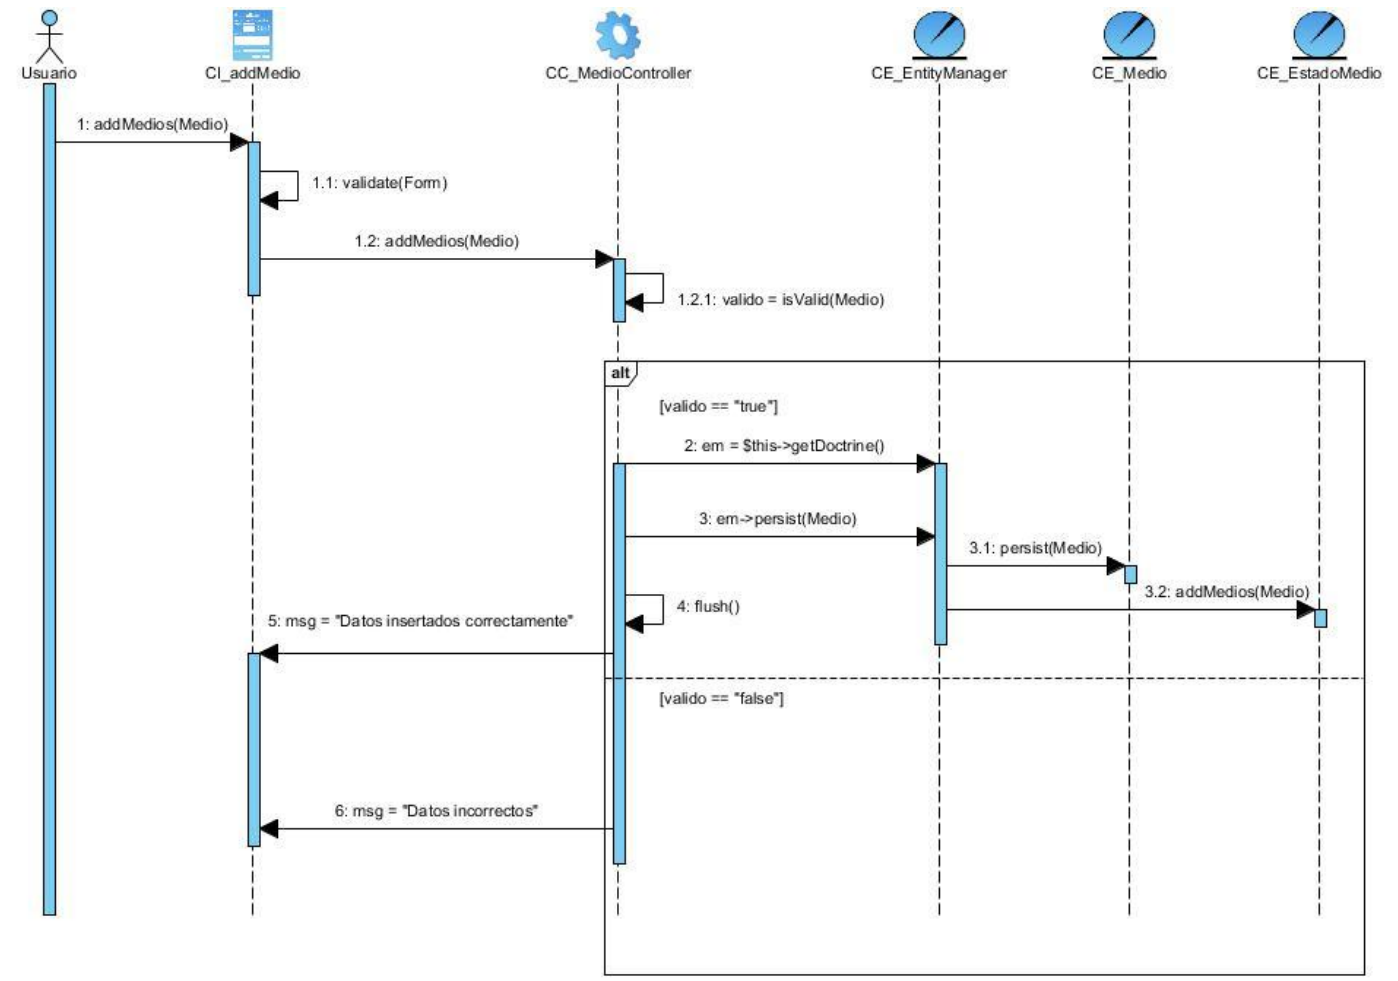 Usuario
CI_addMedio
CC_MedioController
CE_EntityManager
CE_Medio
CE_EstadoMedio
1: addMedios(Medio)
1.1: validate(Form)
1.2: addMedios(Medio)
1.2.1: valido = isValid(Medio)
alt
[valido == "true"]
2: em = $this->getDoctrine()
3: em->persist(Medio)
3.1: persist(Medio)
3.2: addMedios(Medio)
4: flush()
5: msg = "Datos insertados correctamente"
[valido == "false"]
6: msg = "Datos incorrectos"